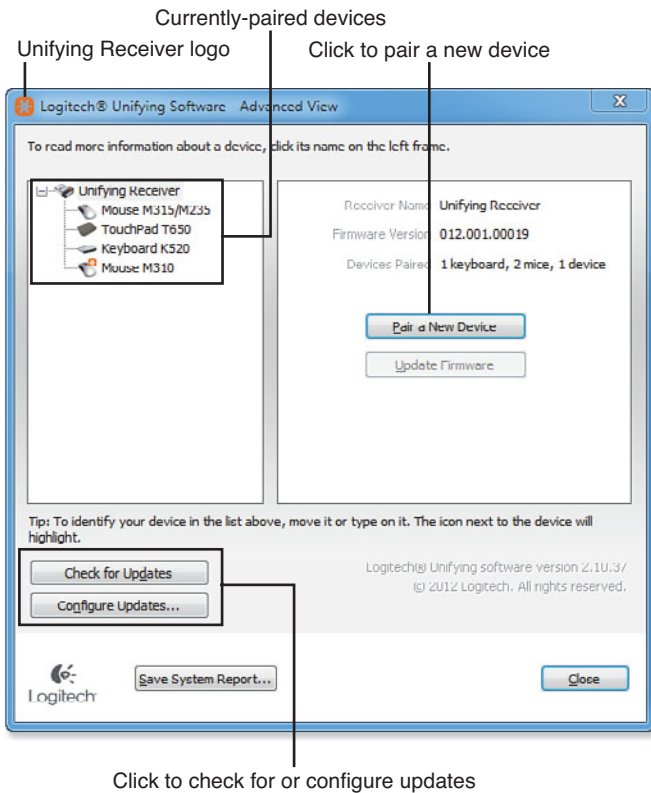 Currently-paired devices
Unifying Receiver logo
Click to pair a new device
Logitech® Unifying Software Advanced View
To read more information about a device, click its name on the left frame.
Unifying Receiver
Mouse M315/M235
TouchPad T650
Keyboard K520
Mouse M310
Receiver Name Unifying Receiver
Firmware Version 012.001.00019
Devices Paired 1 keyboard, 2 mice, 1 device
Pair a New Device
Update Firmware
Tip: To identify your device in the list above, move it or type on it. The icon next to the device will
highlight.
Check for Updates
Configure Updates...
Logitech® Unifying software version 2.10.37
© 2012 Logitech. All rights reserved.
Logitech
Save System Report...
Close
Click to check for or configure updates